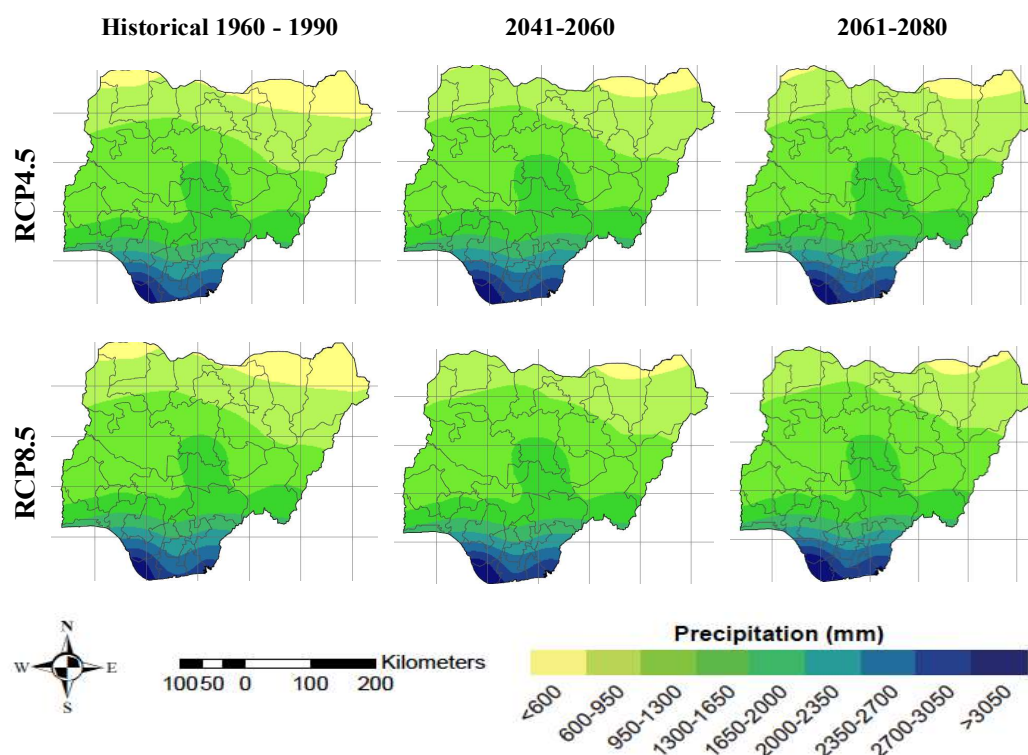 Historical 1960 - 1990
2041-2060
2061-2080
RCP4.5
RCP8.5
N
W
E
S
Kilometers
100 50 0 100 200
Precipitation (mm)
<600
600-950
950-1300
1300-1650
1650-2000
2000-2350
2350-2700
2700-3050
>3050